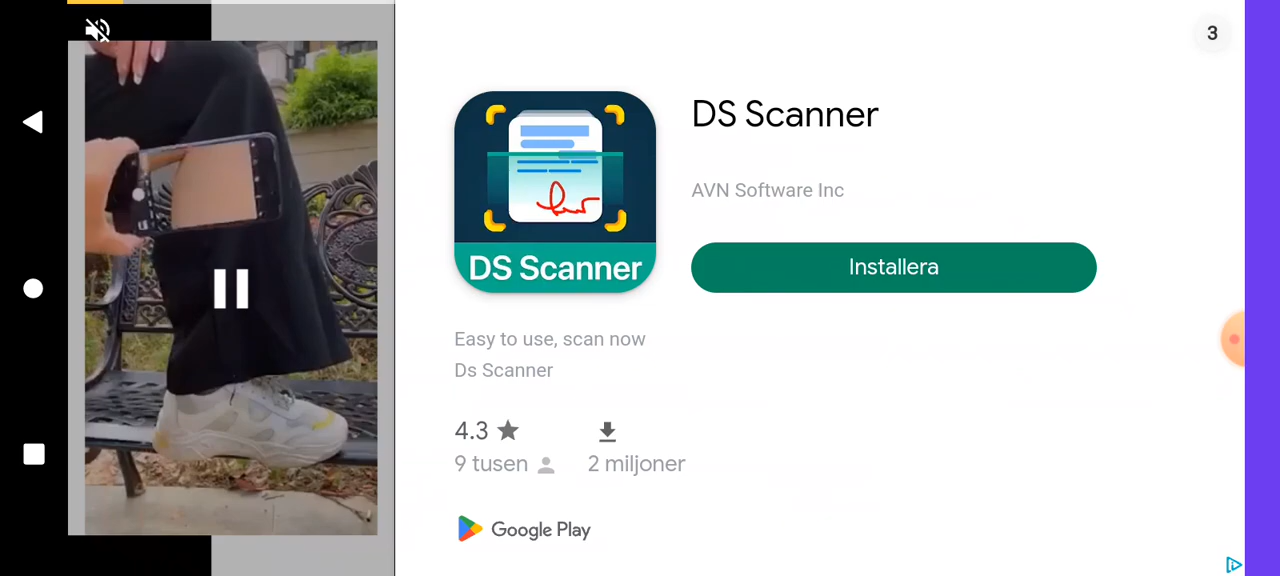 3
DS Scanner
DS Scanner
AVN Software Inc
Installera
Easy to use, scan now
Ds Scanner
4.3
9 tusen
2 miljoner
Google Play